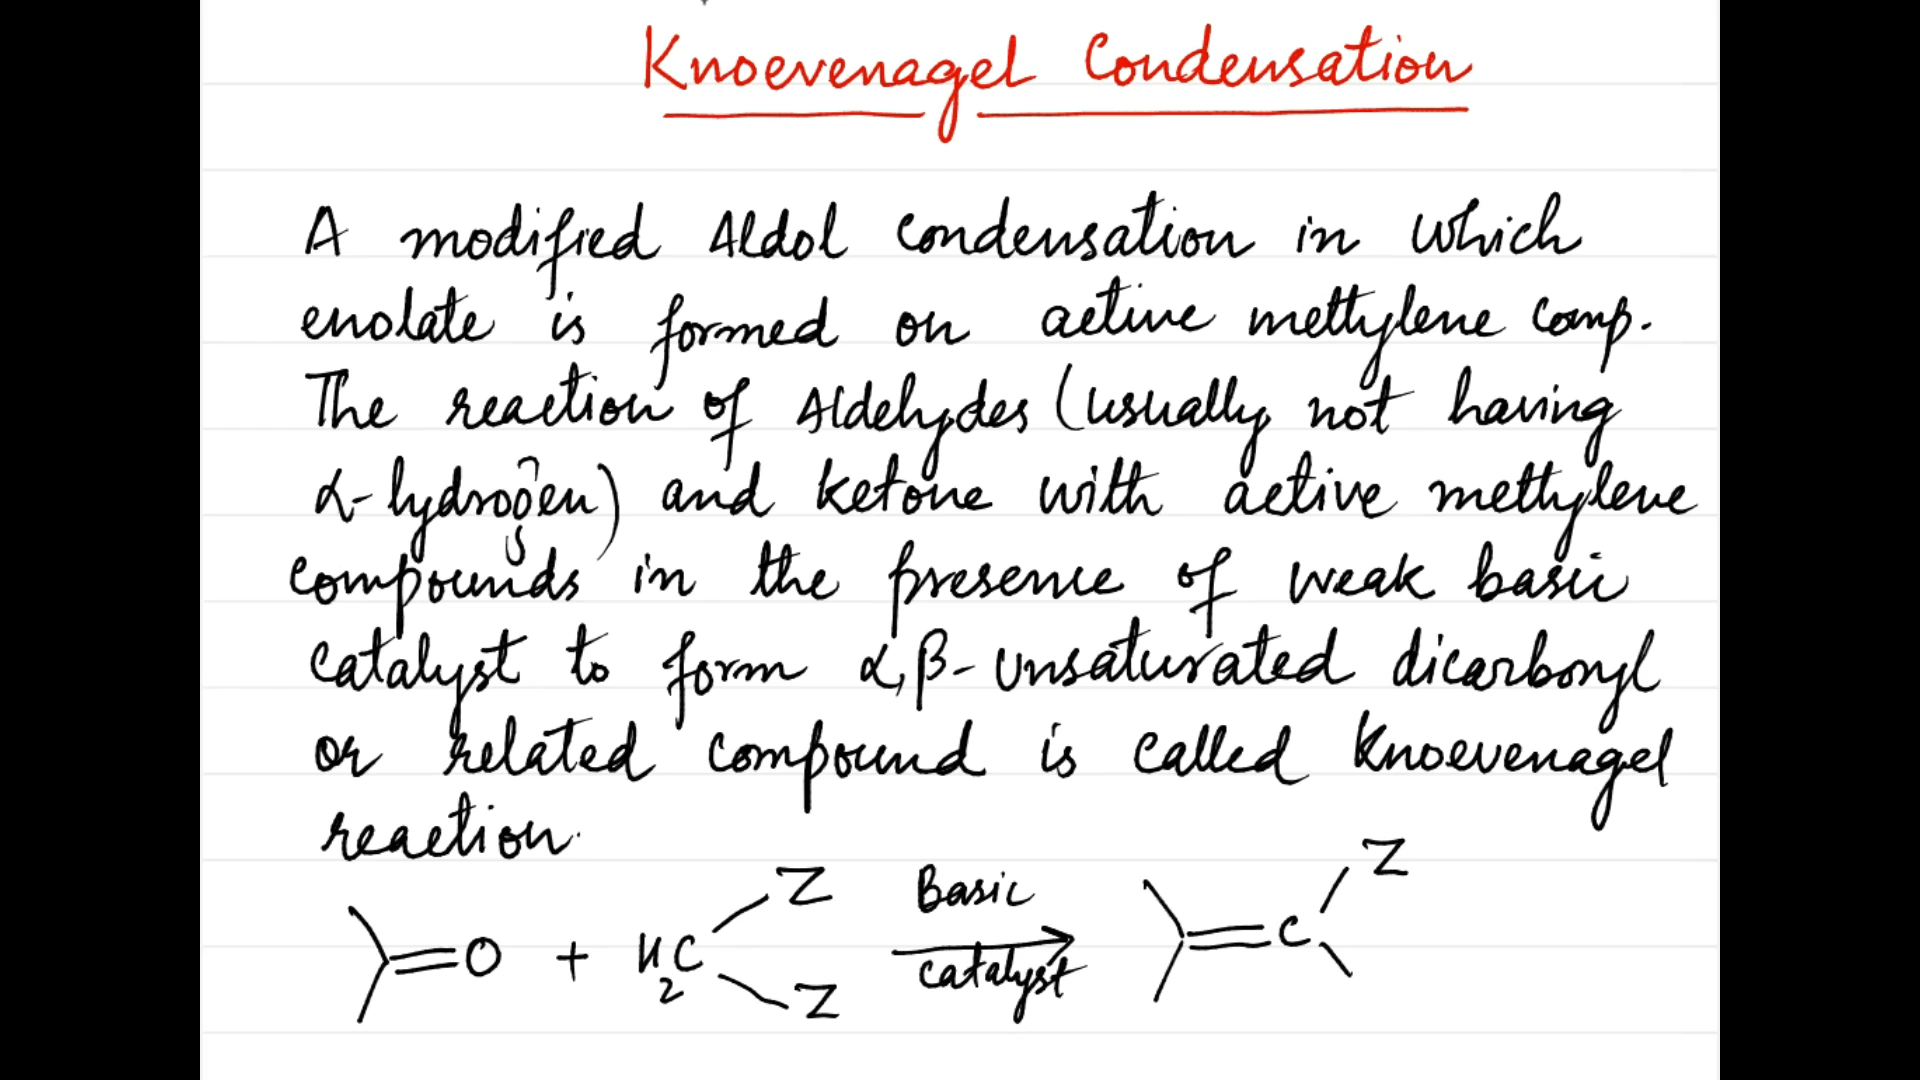 Knoevenagel Condensation
A modified Aldol condensation in which
enolate is formed on active methylene comp.
The reaction of Aldehydes (usually not having
α-hydrogen) and ketone with active methylene
compounds in the presence of weak basic
catalyst to form α,β-unsaturated dicarbonyl
or related compound is called Knoevenagel
reaction.
=O + H2C Z Z Basic catalyst → =C Z